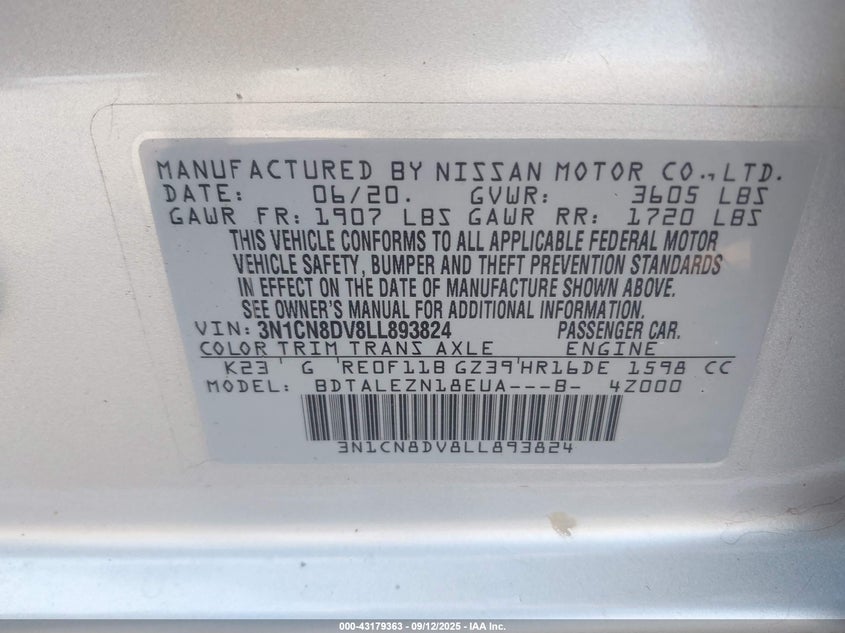 MANUFACTURED BY NISSAN MOTOR CO., LTD.
DATE: 06/20. GVWR: 3605 LBS
GAWR FR: 1907 LBS GAWR RR: 1720 LBS
THIS VEHICLE CONFORMS TO ALL APPLICABLE FEDERAL MOTOR
VEHICLE SAFETY, BUMPER AND THEFT PREVENTION STANDARDS
IN EFFECT ON THE DATE OF MANUFACTURE SHOWN ABOVE.
SEE OWNER'S MANUAL FOR ADDITIONAL INFORMATION.
VIN: 3N1CN8DV8LL893824 PASSENGER CAR.
COLOR TRIM TRANS AXLE ENGINE
K23 G RE0F11B GZ39 HR16DE 1598 CC
MODEL: BDTALEZN18EUA---B- 4Z000
3N1CN8DV8LL893824
000-43179363 - 09/12/2025 - IAA Inc.